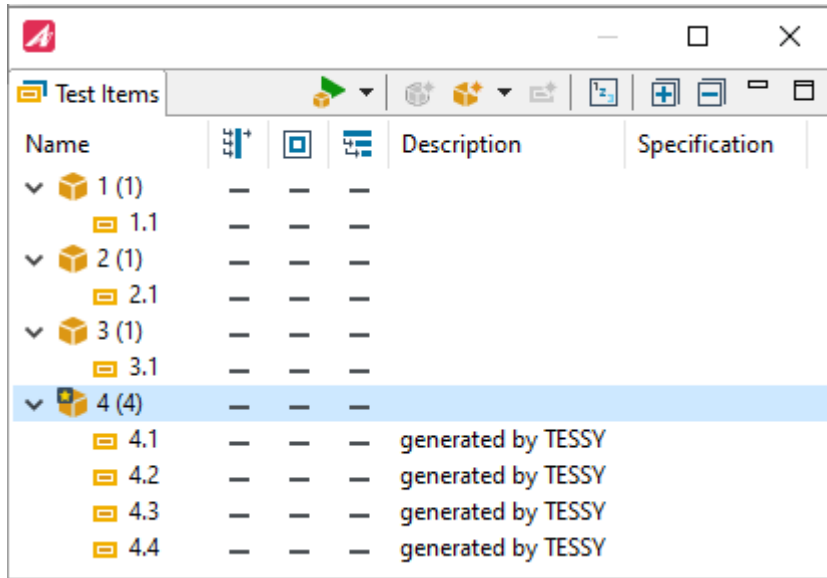 Test Items
Name Description Specification
1 (1)
1.1
2 (1)
2.1
3 (1)
3.1
4 (4)
4.1 generated by TESSY
4.2 generated by TESSY
4.3 generated by TESSY
4.4 generated by TESSY